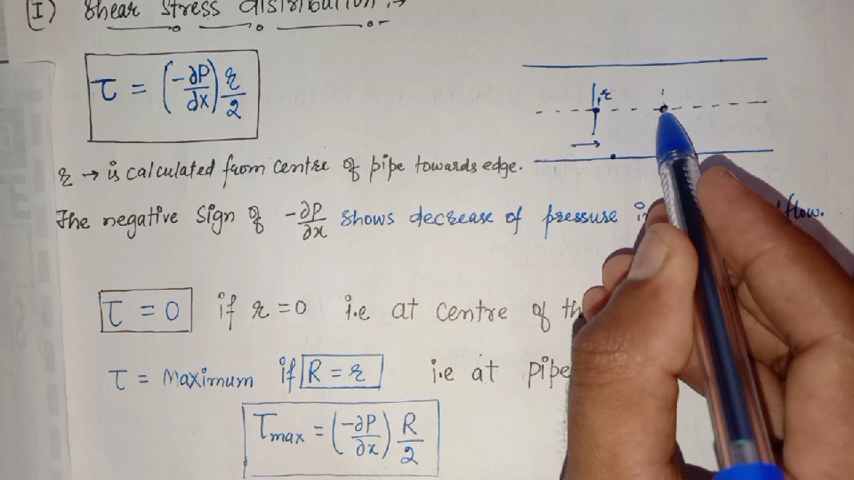 (I) Shear stress distribution :→
τ = (-∂P/∂x) r/2
r
r → is calculated from centre of pipe towards edge.
The negative sign of -∂P/∂x shows decrease of pressure flow.
τ = 0 if r = 0 i.e at centre of
τ = Maximum if R = r i.e at pipe
τmax = (-∂P/∂x) R/2